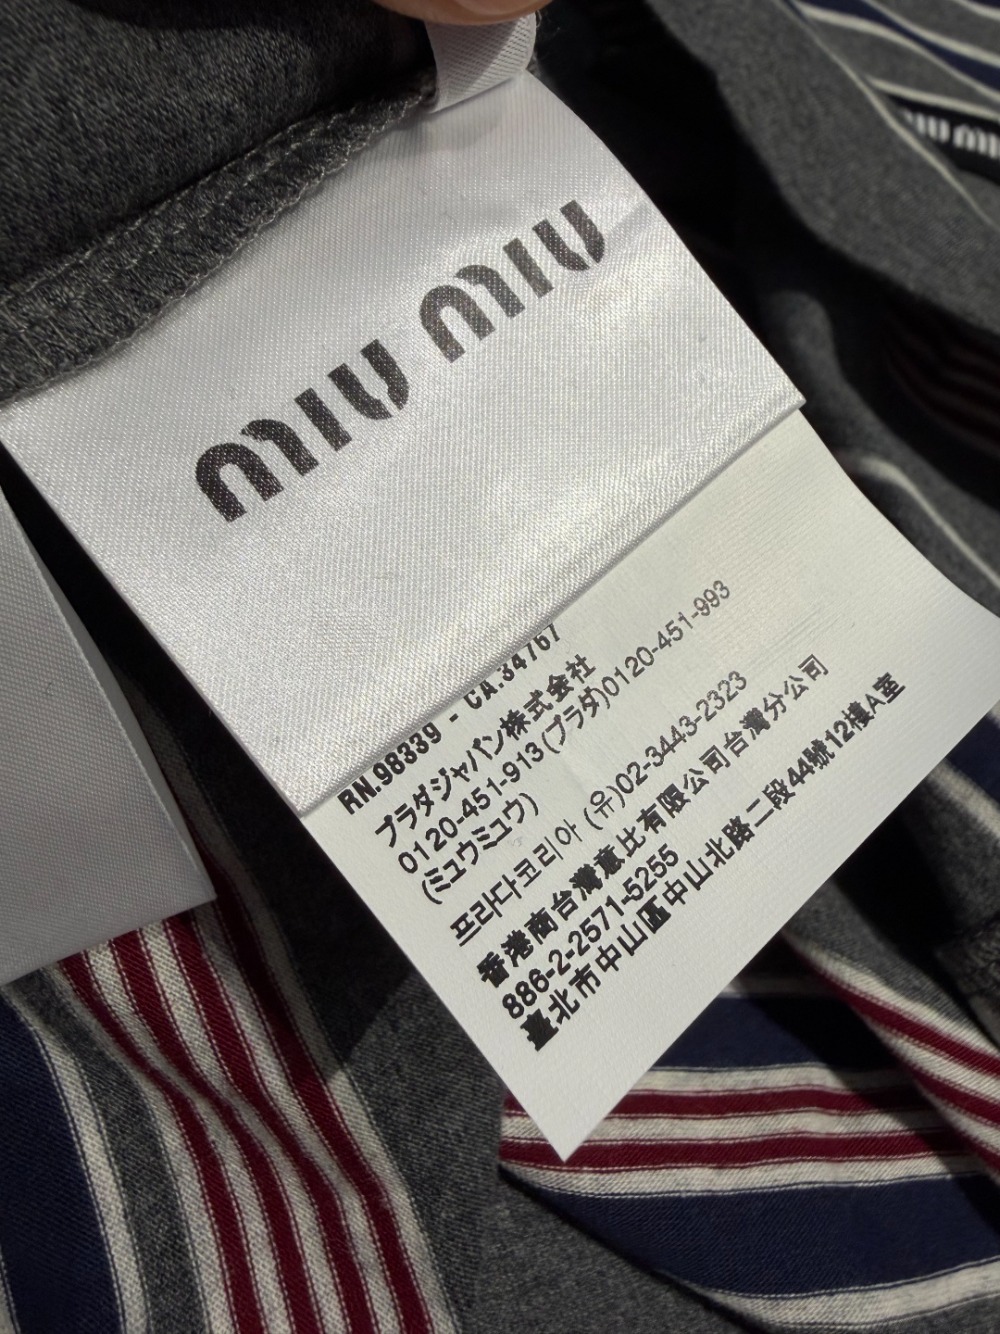 MIU MIU
MIU MIU
RN.98339 - CA.34767
プラダジャパン株式会社
0120-451-913(プラダ)0120-451-993
(ミュウミュウ)
프라다코리아 (유)02-3443-2323
香港商台灣意比有限公司台灣分公司
886-2-2571-5255
臺北市中山區中山北路二段44號12樓A室